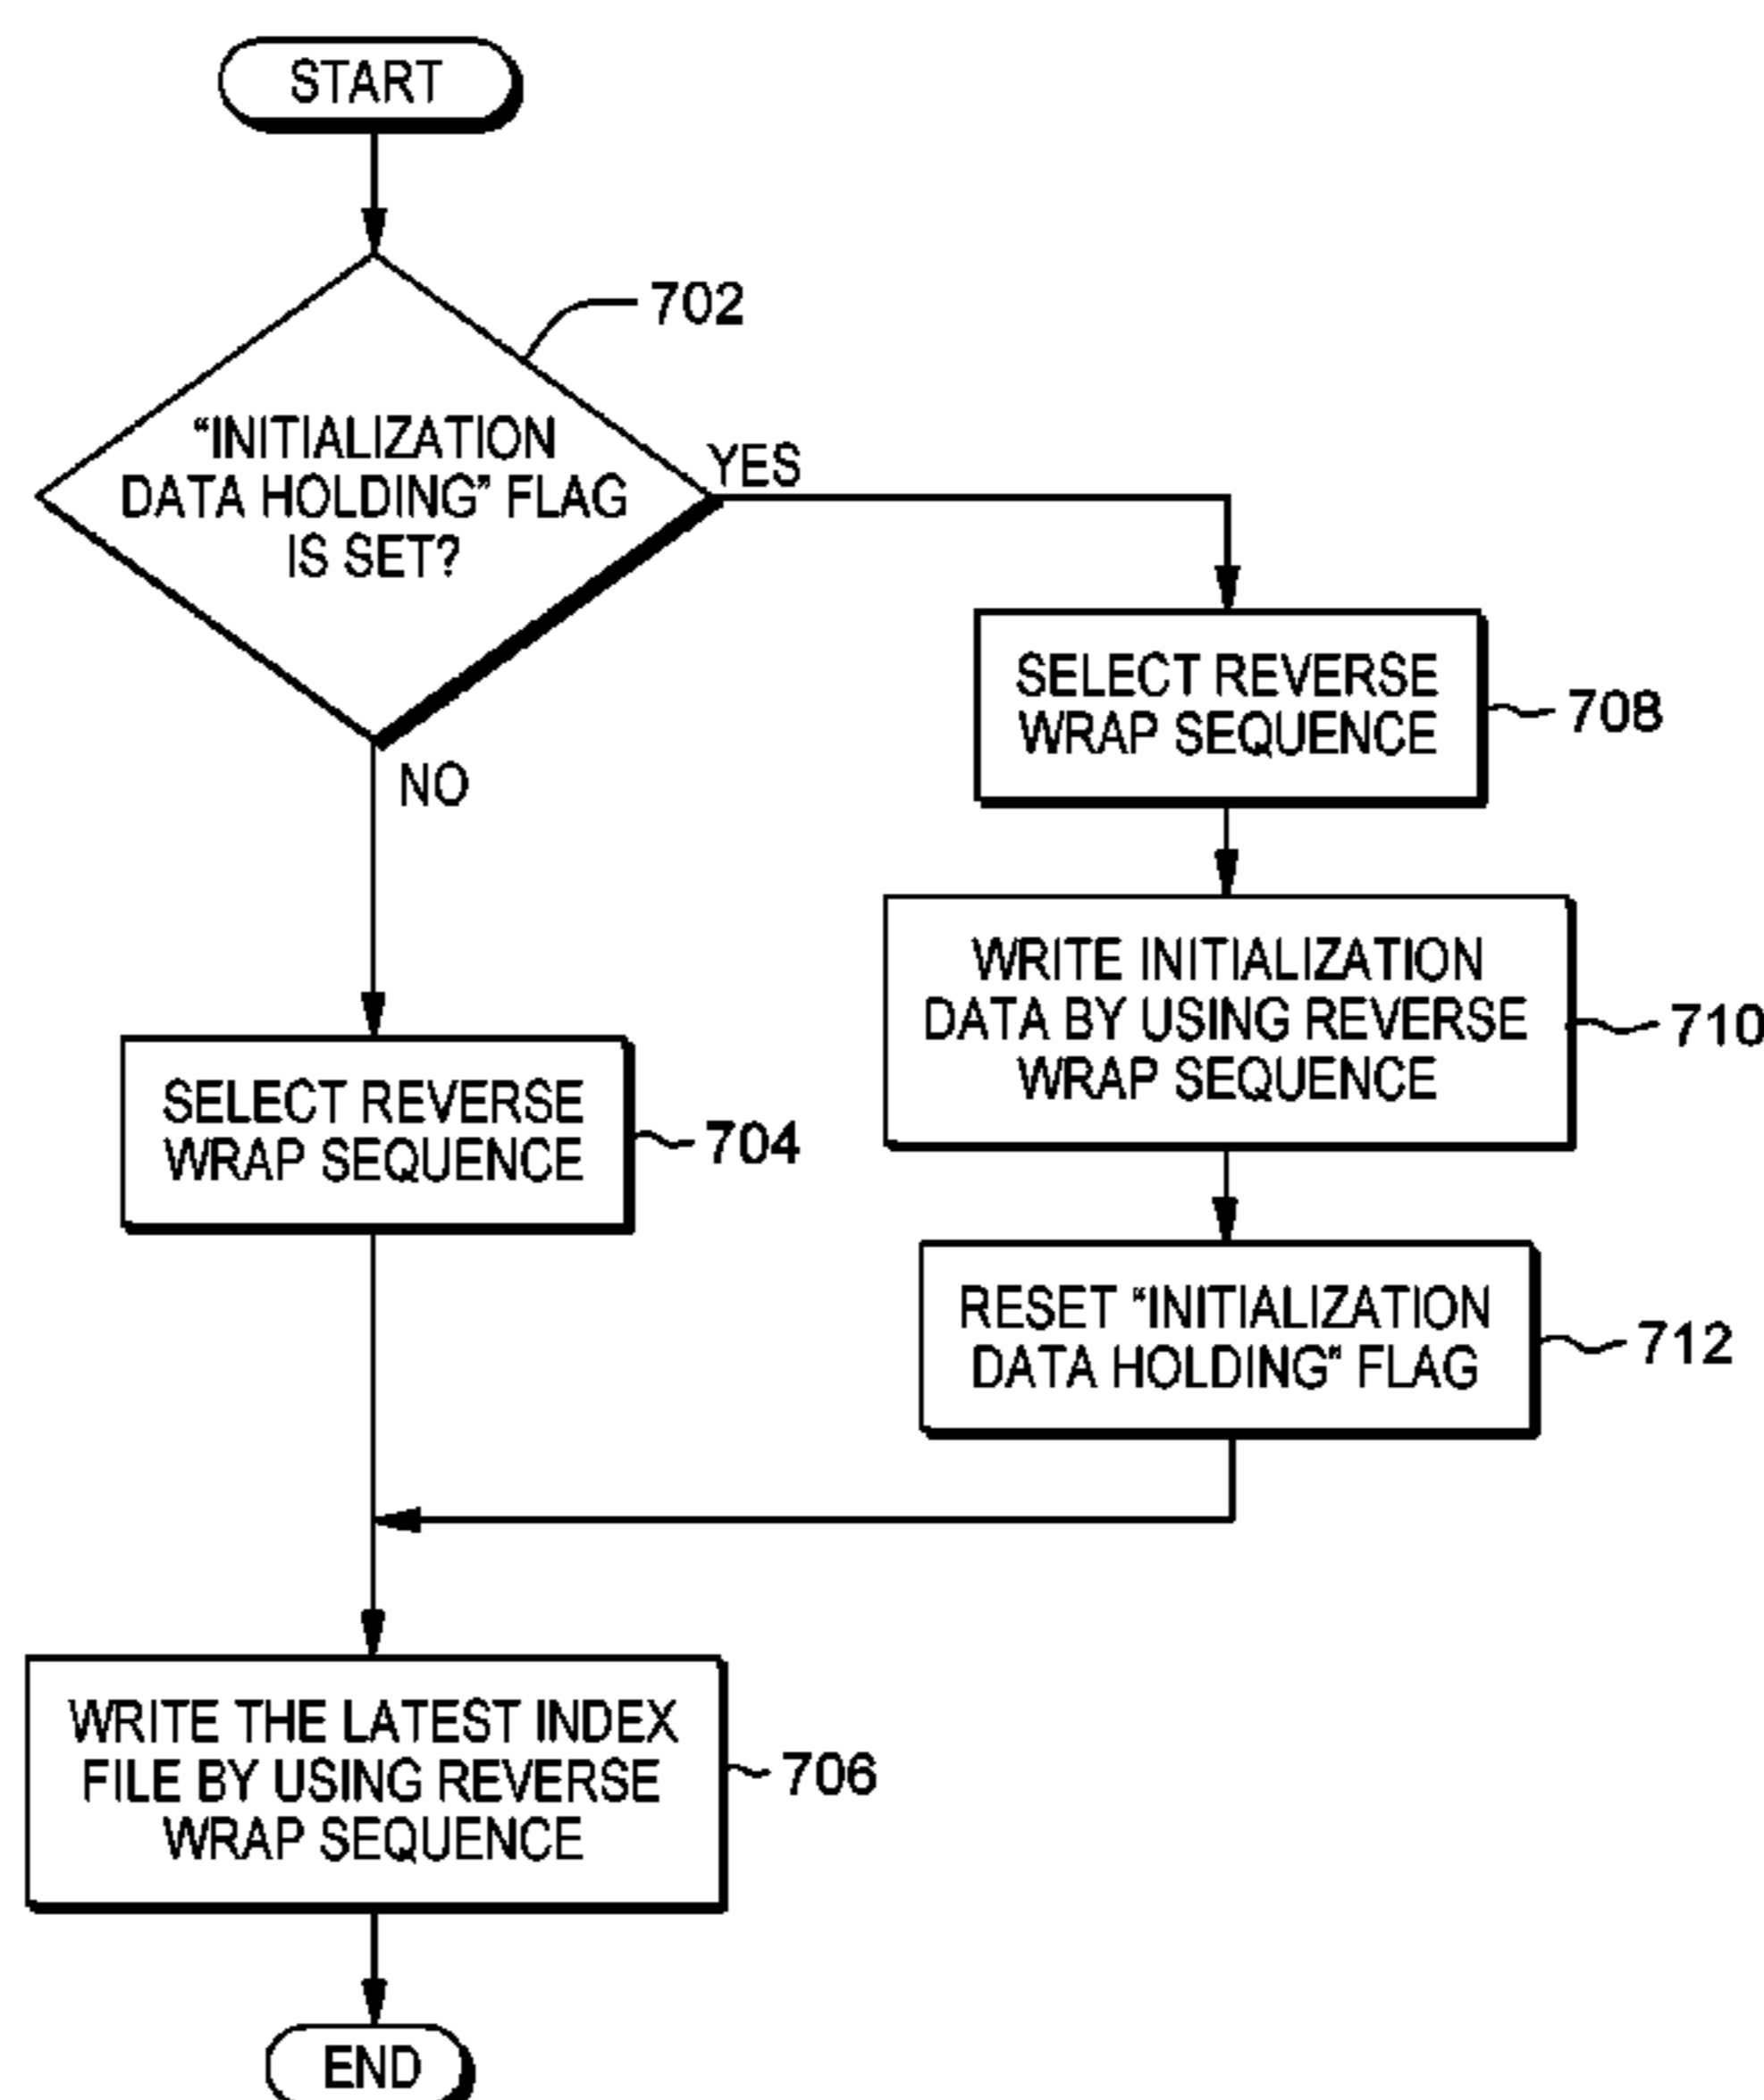 START
702
“INITIALIZATION
DATA HOLDING” FLAG
IS SET?
YES
NO
SELECT REVERSE
WRAP SEQUENCE
708
WRITE INITIALIZATION
DATA BY USING REVERSE
WRAP SEQUENCE
710
SELECT REVERSE
WRAP SEQUENCE
704
RESET “INITIALIZATION
DATA HOLDING” FLAG
712
WRITE THE LATEST INDEX
FILE BY USING REVERSE
WRAP SEQUENCE
706
END